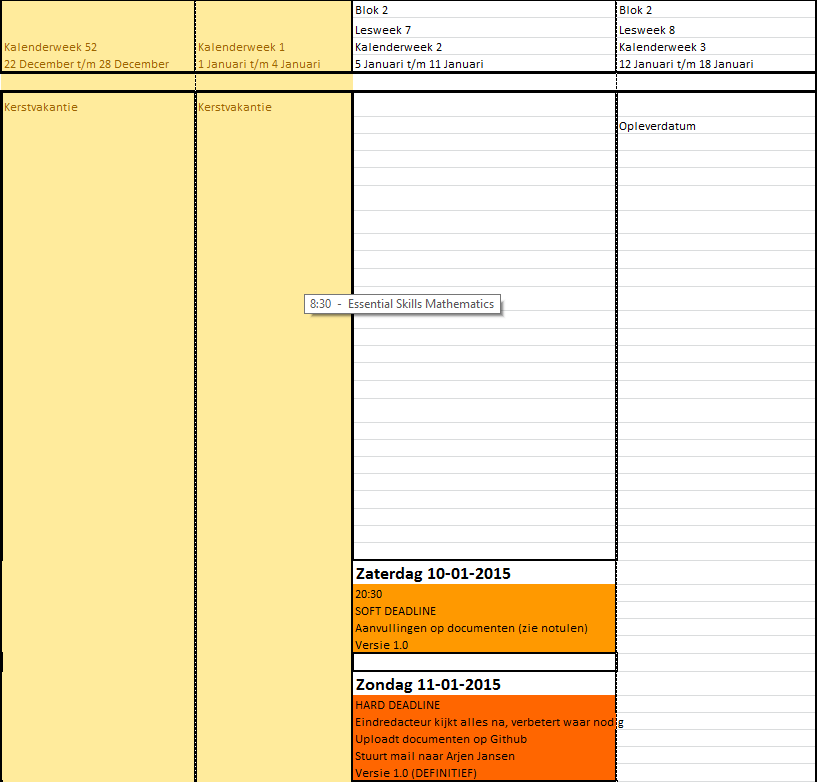 Kalenderweek 52
22 December t/m 28 December
Kalenderweek 1
1 Januari t/m 4 Januari
Blok 2
Lesweek 7
Kalenderweek 2
5 Januari t/m 11 Januari
Blok 2
Lesweek 8
Kalenderweek 3
12 Januari t/m 18 Januari
Kerstvakantie
Kerstvakantie
Opleverdatum
8:30 - Essential Skills Mathematics
Zaterdag 10-01-2015
20:30
SOFT DEADLINE
Aanvullingen op documenten (zie notulen)
Versie 1.0
Zondag 11-01-2015
HARD DEADLINE
Eindredacteur kijkt alles na, verbetert waar nodig
Uploadt documenten op Github
Stuurt mail naar Arjen Jansen
Versie 1.0 (DEFINITIEF)